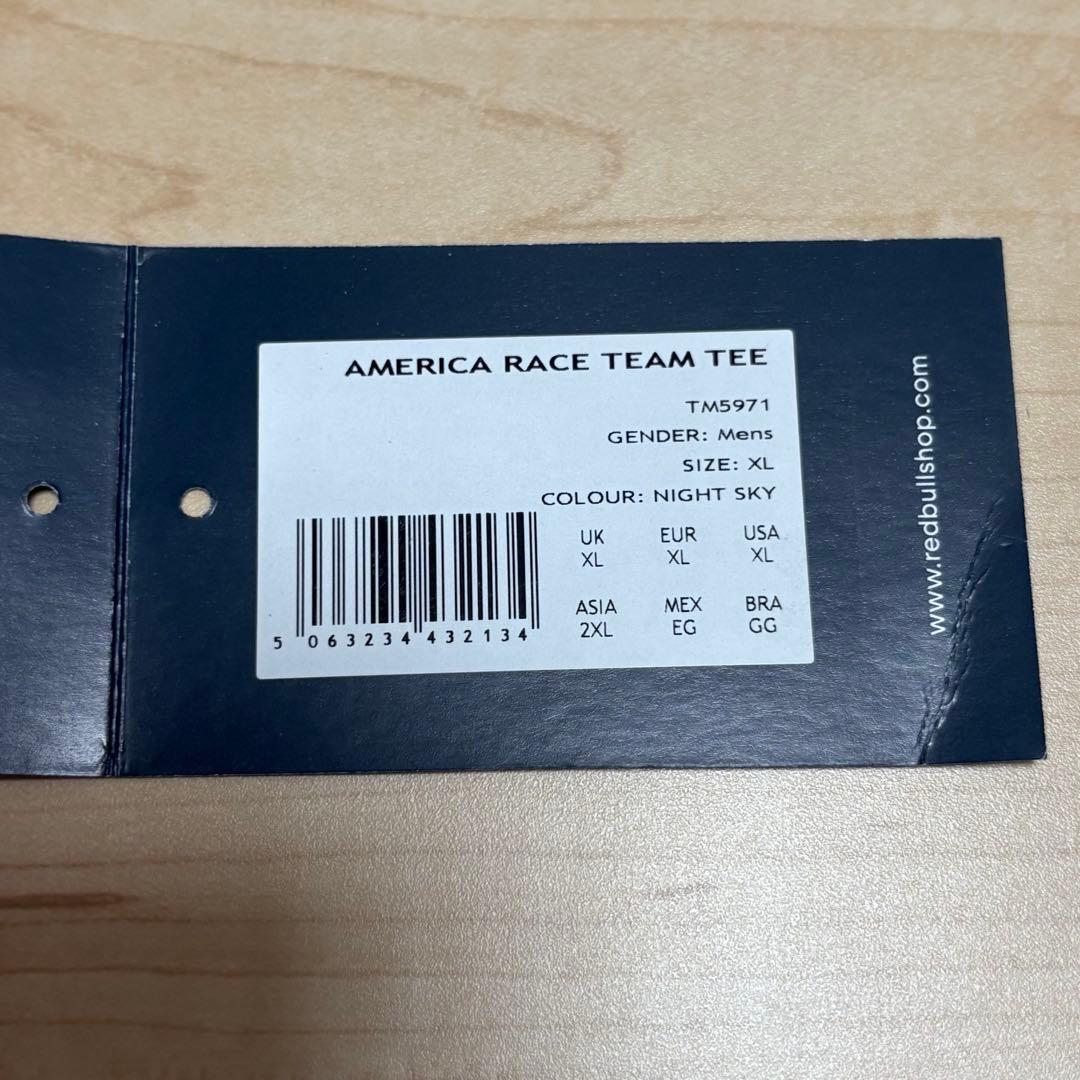 AMERICA RACE TEAM TEE
TM5971
GENDER: Mens
SIZE: XL
COLOUR: NIGHT SKY
UK EUR USA
XL XL XL
ASIA MEX BRA
2XL EG GG
5 063234 432134
www.redbullshop.com